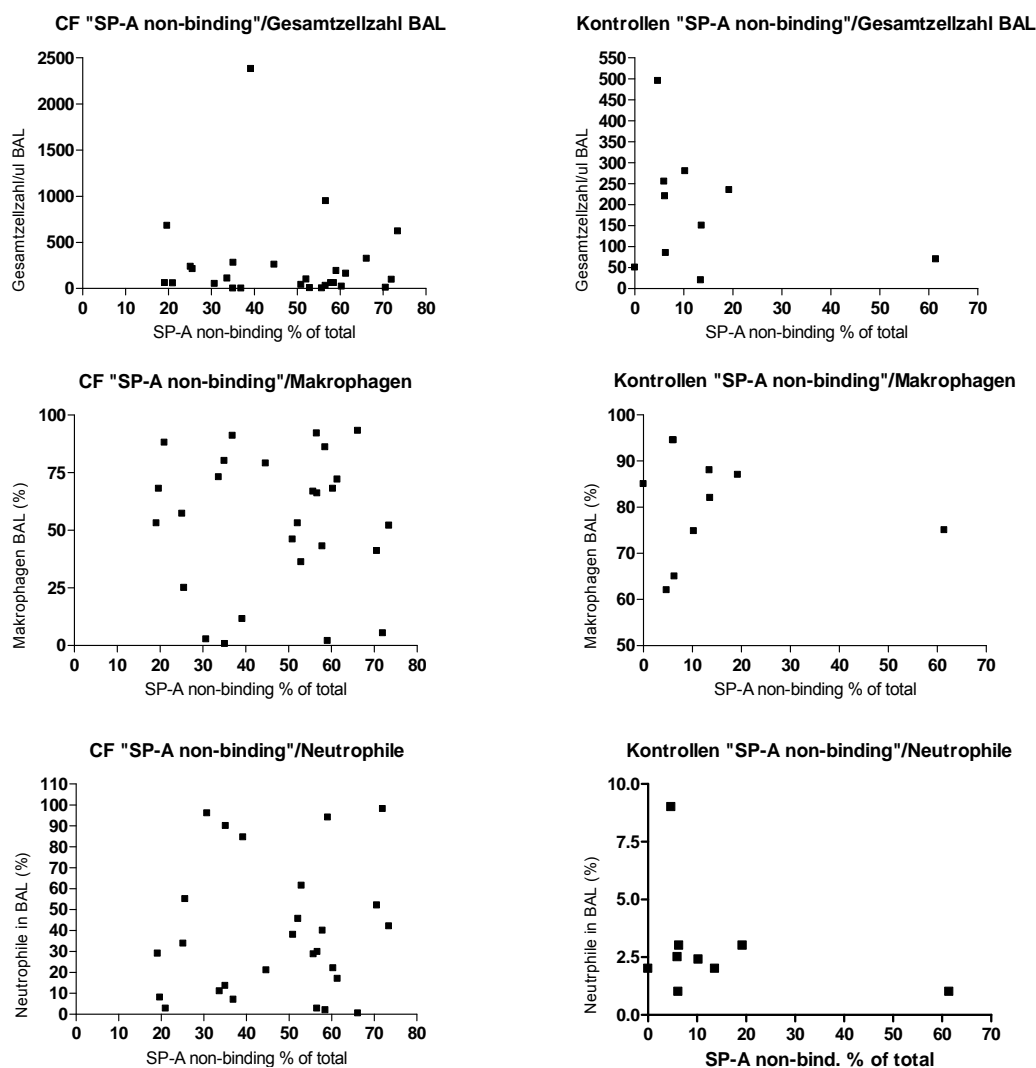 CF "SP-A non-binding"/Gesamtzellzahl BAL
2500
2000
1500
1000
500
0
0 10 20 30 40 50 60 70 80
Gesamtzellzahl/ul BAL
SP-A non-binding % of total
Kontrollen "SP-A non-binding"/Gesamtzellzahl BAL
550
500
450
400
350
300
250
200
150
100
50
0
0 10 20 30 40 50 60 70
Gesamtzellzahl/ul BAL
SP-A non-binding % of total
CF "SP-A non-binding"/Makrophagen
100
75
50
25
0
0 10 20 30 40 50 60 70 80
Makrophagen BAL (%)
SP-A non-binding % of total
Kontrollen "SP-A non-binding"/Makrophagen
100
90
80
70
60
50
0 10 20 30 40 50 60 70
Makrophagen BAL (%)
SP-A non-binding % of total
CF "SP-A non-binding"/Neutrophile
110
100
90
80
70
60
50
40
30
20
10
0
0 10 20 30 40 50 60 70 80
Neutrophile in BAL (%)
SP-A non-binding % of total
Kontrollen "SP-A non-binding"/Neutrophile
10.0
7.5
5.0
2.5
0.0
0 10 20 30 40 50 60 70
Neutrphile in BAL (%)
SP-A non-bind. % of total